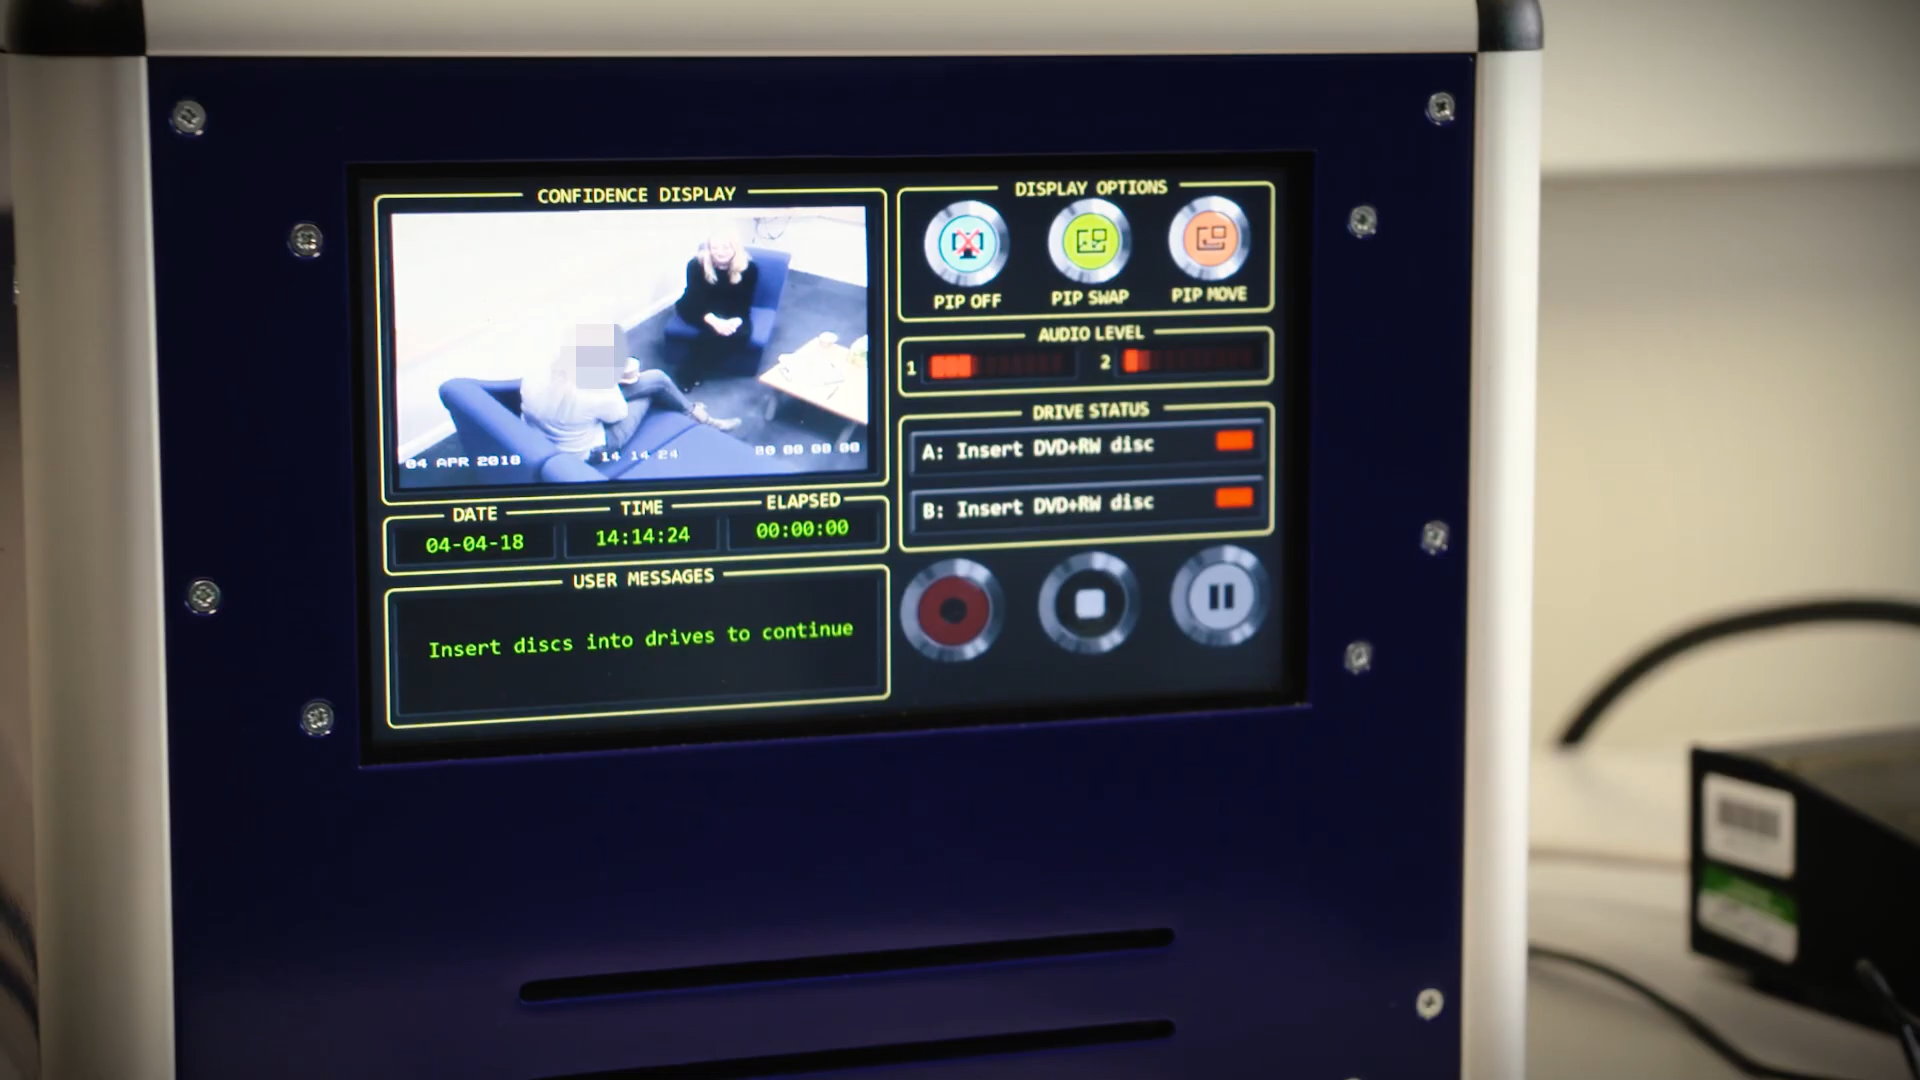 CONFIDENCE DISPLAY
04 APR 2018 14 14 24 00 00 00 00
DATE TIME ELAPSED
04-04-18 14:14:24 00:00:00
USER MESSAGES
Insert discs into drives to continue
DISPLAY OPTIONS
PIP OFF PIP SWAP PIP MOVE
AUDIO LEVEL
1 2
DRIVE STATUS
A: Insert DVD+RW disc
B: Insert DVD+RW disc